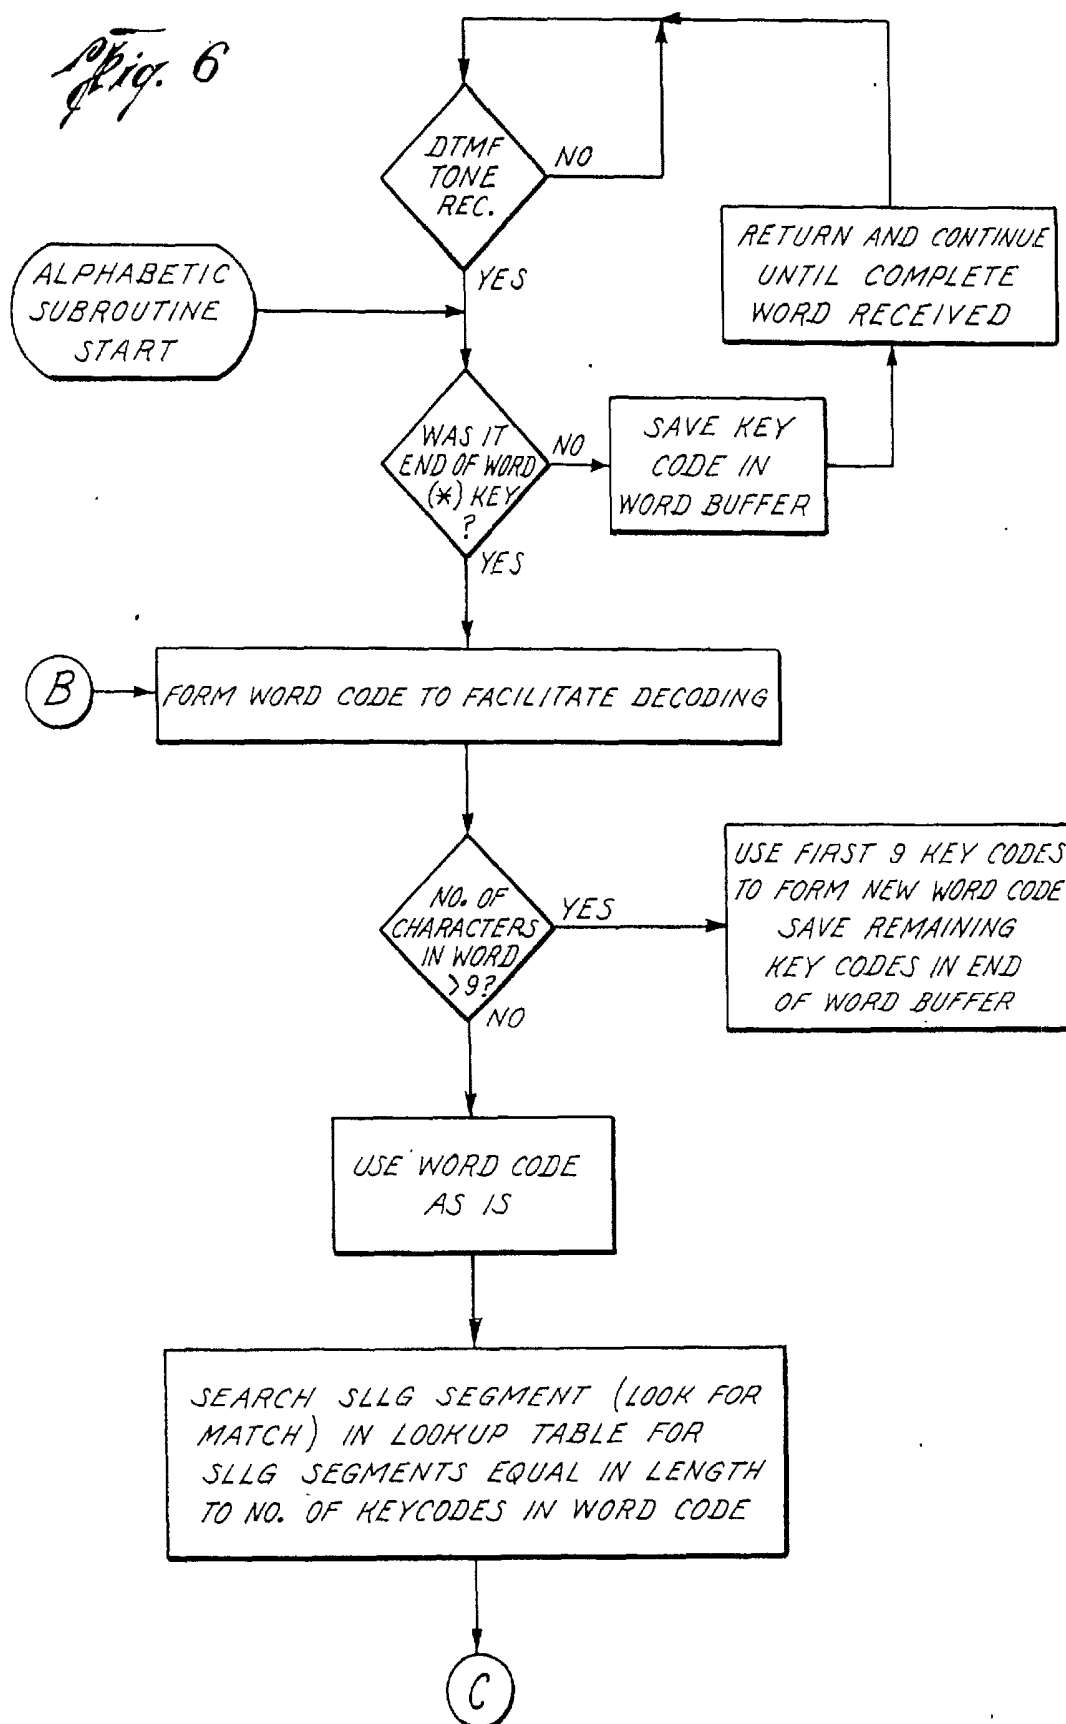 Fig. 6
DTMF
TONE
REC.
NO
YES
RETURN AND CONTINUE
UNTIL COMPLETE
WORD RECEIVED
ALPHABETIC
SUBROUTINE
START
WAS IT
END OF WORD
(*) KEY
?
NO
YES
SAVE KEY
CODE IN
WORD BUFFER
B
FORM WORD CODE TO FACILITATE DECODING
NO. OF
CHARACTERS
IN WORD
>9?
YES
NO
USE FIRST 9 KEY CODES
TO FORM NEW WORD CODE
SAVE REMAINING
KEY CODES IN END
OF WORD BUFFER
USE WORD CODE
AS IS
SEARCH SLLG SEGMENT (LOOK FOR
MATCH) IN LOOKUP TABLE FOR
SLLG SEGMENTS EQUAL IN LENGTH
TO NO. OF KEYCODES IN WORD CODE
C